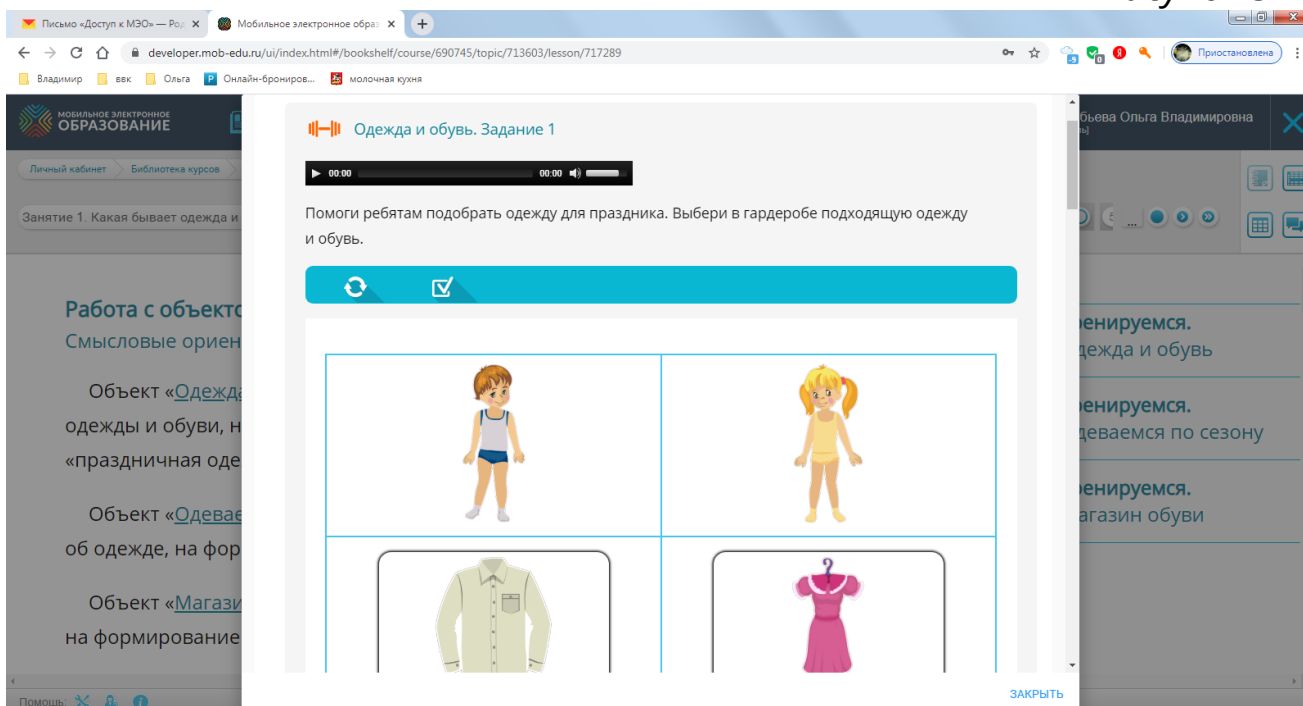 Письмо «Доступ к МЭО» — Род
Мобильное электронное образ
developer.mob-edu.ru/ui/index.html#/bookshelf/course/690745/topic/713603/lesson/717289
Приостановлена
Владимир
ввк
Ольга
Онлайн-брониров...
молочная кухня
МОБИЛЬНОЕ ЭЛЕКТРОННОЕ
ОБРАЗОВАНИЕ
бьева Ольга Владимировна
Личный кабинет
Библиотека курсов
Занятие 1. Какая бывает одежда и
Одежда и обувь. Задание 1
00:00
00:00
Помоги ребятам подобрать одежду для праздника. Выбери в гардеробе подходящую одежду
и обувь.
Работа с объекто
Смысловые ориен
Объект «Одежда
одежды и обуви, н
«праздничная оде
Объект «Одевае
об одежде, на фор
Объект «Магази
на формирование
ренируемся.
дежда и обувь
ренируемся.
деваемся по сезону
ренируемся.
агазин обуви
ЗАКРЫТЬ
Помощь: